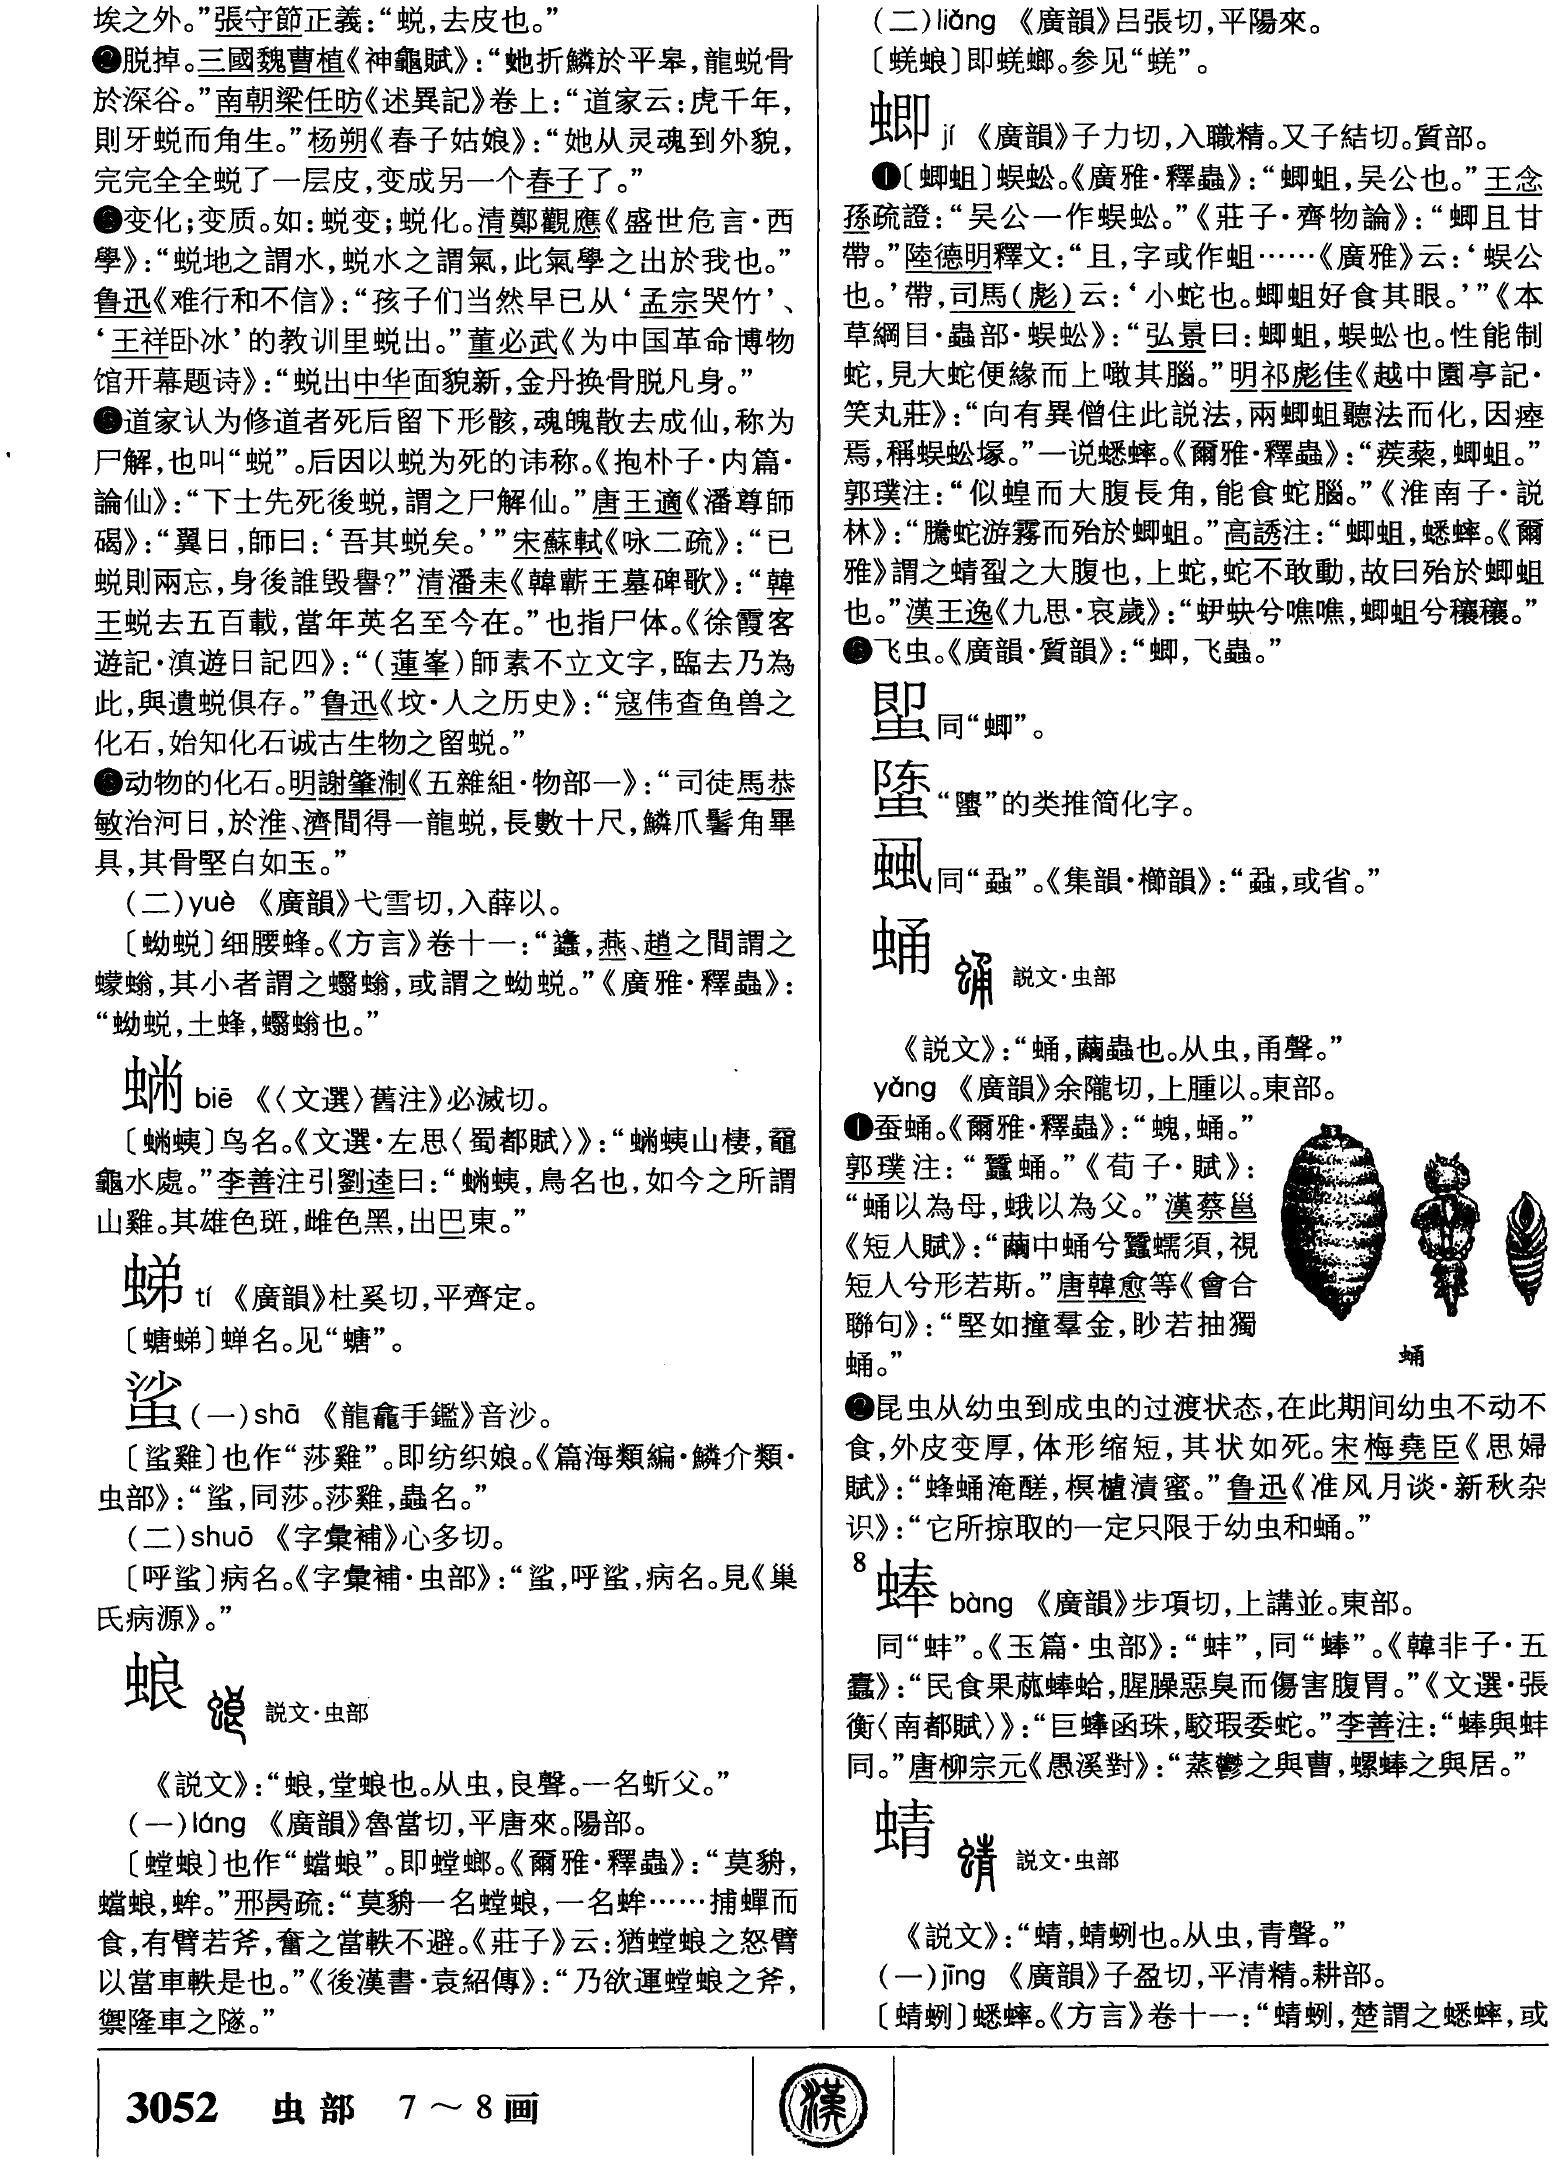 埃之外。”張守節正義：“蜕，去皮也。”
❷脱掉。三國魏曹植《神龜賦》：“虵折鱗於平皋，龍蜕骨
於深谷。”南朝梁任昉《述異記》卷上：“道家云：虎千年，
則牙蜕而角生。”杨朔《春子姑娘》：“她从灵魂到外貌，
完完全全蜕了一层皮，变成另一个春子了。”
❸变化；变质。如：蜕变；蜕化。清鄭觀應《盛世危言·西
學》：“蜕地之謂水，蜕水之謂氣，此氣學之出於我也。”
鲁迅《难行和不信》：“孩子们当然早已从‘孟宗哭竹’、
‘王祥卧冰’的教训里蜕出。”董必武《为中国革命博物
馆开幕题诗》：“蜕出中华面貌新，金丹换骨脱凡身。”
道家认为修道者死后留下形骸，魂魄散去成仙，称为
尸解，也叫“蜕”。后因以蜕为死的讳称。《抱朴子·内篇·
論仙》：“下士先死後蜕，謂之尸解仙。”唐王適《潘尊師
碣》：“翼日，師曰：‘吾其蜕矣。’”宋蘇軾《咏二疏》：“已
蜕則兩忘，身後誰毁譽?”清潘耒《韓蘄王墓碑歌》：“韓
王蜕去五百載，當年英名至今在。”也指尸体。《徐霞客
遊記·滇遊日記四》：“(蓮峯)師素不立文字，臨去乃為
此，與遺蜕俱存。”鲁迅《坟·人之历史》：“寇伟查鱼兽之
化石，始知化石诚古生物之留蜕。”
动物的化石。明謝肇淛《五雜組·物部一》：“司徒馬恭
敏治河日，於淮、濟間得一龍蜕，長數十尺，鱗爪鬐角畢
具，其骨堅白如玉。”
(二)yuè 《廣韻》弋雪切，入薛以。
〔蚴蜕〕细腰蜂。《方言》卷十一：“蠭，燕、趙之間謂之
蠓螉，其小者謂之蠮螉，或謂之蚴蜕。”《廣雅·釋蟲》：
“蚴蜕，土蜂，蠮螉也。”
蛃 biē 《〈文選〉舊注》必滅切。
〔蛃蛦〕鸟名。《文選·左思〈蜀都賦〉》：“蛃蛦山棲，黿
龜水處。”李善注引劉逵曰：“蛃蛦，鳥名也，如今之所謂
山雞。其雄色斑，雌色黑，出巴東。”
蜔 tí 《廣韻》杜奚切，平齊定。
〔螗蜔〕蝉名。见“螗”。
㲚(一)shā 《龍龕手鑑》音沙。
〔鲨雞〕也作“莎雞”。即纺织娘。《篇海類編·鱗介類·
虫部》：“鲨，同莎。莎雞，蟲名。”
(二)shuō 《字彙補》心多切。
〔呼鲨〕病名。《字彙補·虫部》：“鲨，呼鲨，病名。見《巢
氏病源》。”
蜋 説文·虫部
《説文》：“蜋，堂蜋也。从虫，良聲。一名蚚父。”
(一)láng 《廣韻》魯當切，平唐來。陽部。
〔螳蜋〕也作“蟷蜋”。即螳螂。《爾雅·釋蟲》：“莫貈，
蟷蜋，蛑。”邢昺疏：“莫貈一名螳蜋，一名蛑……捕蟬而
食，有臂若斧，奮之當軼不避。《莊子》云：猶螳蜋之怒臂
以當車軼是也。”《後漢書·袁紹傳》：“乃欲運螳蜋之斧，
禦隆車之隧。”
(二)liǎng 《廣韻》吕張切，平陽來。
〔蜣蜋〕即蜣螂。参见“蜣”。
蝍 jí 《廣韻》子力切，入職精。又子結切。質部。
❶〔蝍蛆〕蜈蚣。《廣雅·釋蟲》：“蝍蛆，吴公也。”王念
孫疏證：“吴公一作蜈蚣。”《莊子·齊物論》：“蝍且甘
帶。”陸德明釋文：“且，字或作蛆……《廣雅》云：‘蜈公
也。’帶，司馬(彪)云：‘小蛇也。蝍蛆好食其眼。’”《本
草綱目·蟲部·蜈蚣》：“弘景曰：蝍蛆，蜈蚣也。性能制
蛇，見大蛇便緣而上噉其腦。”明祁彪佳《越中園亭記·
笑丸莊》：“向有異僧住此説法，兩蝍蛆聽法而化，因瘞
焉，稱蜈蚣塚。”一说蟋蟀。《爾雅·釋蟲》：“蒺蔾，蝍蛆。”
郭璞注：“似蝗而大腹長角，能食蛇腦。”《淮南子·説
林》：“騰蛇游霧而殆於蝍蛆。”高誘注：“蝍蛆，蟋蟀。《爾
雅》謂之蜻蛚之大腹也，上蛇，蛇不敢動，故曰殆於蝍蛆
也。”漢王逸《九思·哀歲》：“蛜蚗兮噍噍，蝍蛆兮穰穰。”
飞虫。《廣韻·質韻》：“蝍，飞蟲。”
同“蝍”。
“䗯”的类推简化字。
同“蝨”。《集韻·櫛韻》：“蝨，或省。”
蛹 説文·虫部
《説文》：“蛹，繭蟲也。从虫，甬聲。”
yǒng 《廣韻》余隴切，上腫以。東部。
❶蚕蛹。《爾雅·釋蟲》：“螝，蛹。”
郭璞注：“蠶蛹。”《荀子·賦》：
“蛹以為母，蛾以為父。”漢蔡邕
《短人賦》：“繭中蛹兮蠶蠕須，視
短人兮形若斯。”唐韓愈等《會合
聯句》：“堅如撞羣金，眇若抽獨
蛹。”
蛹
❷昆虫从幼虫到成虫的过渡状态，在此期间幼虫不动不
食，外皮变厚，体形缩短，其状如死。宋梅堯臣《思婦
賦》：“蜂蛹淹醝，榠樝漬蜜。”鲁迅《准风月谈·新秋杂
识》：“它所掠取的一定只限于幼虫和蛹。”
8
蜯 bàng 《廣韻》步項切，上講並。東部。
同“蚌”。《玉篇·虫部》：“蚌”，同“蜯”。《韓非子·五
蠹》：“民食果蓏蜯蛤，腥臊惡臭而傷害腹胃。”《文選·張
衡〈南都賦〉》：“巨蜯函珠，駮瑕委蛇。”李善注：“蜯與蚌
同。”唐柳宗元《愚溪對》：“蒸鬱之與曹，螺蜯之與居。”
蜻 説文·虫部
《説文》：“蜻，蜻蛚也。从虫，青聲。”
(一)jīng 《廣韻》子盈切，平清精。耕部。
〔蜻蛚〕蟋蟀。《方言》卷十一：“蜻蛚，楚謂之蟋蟀，或
3052 虫部 7～8画
漢